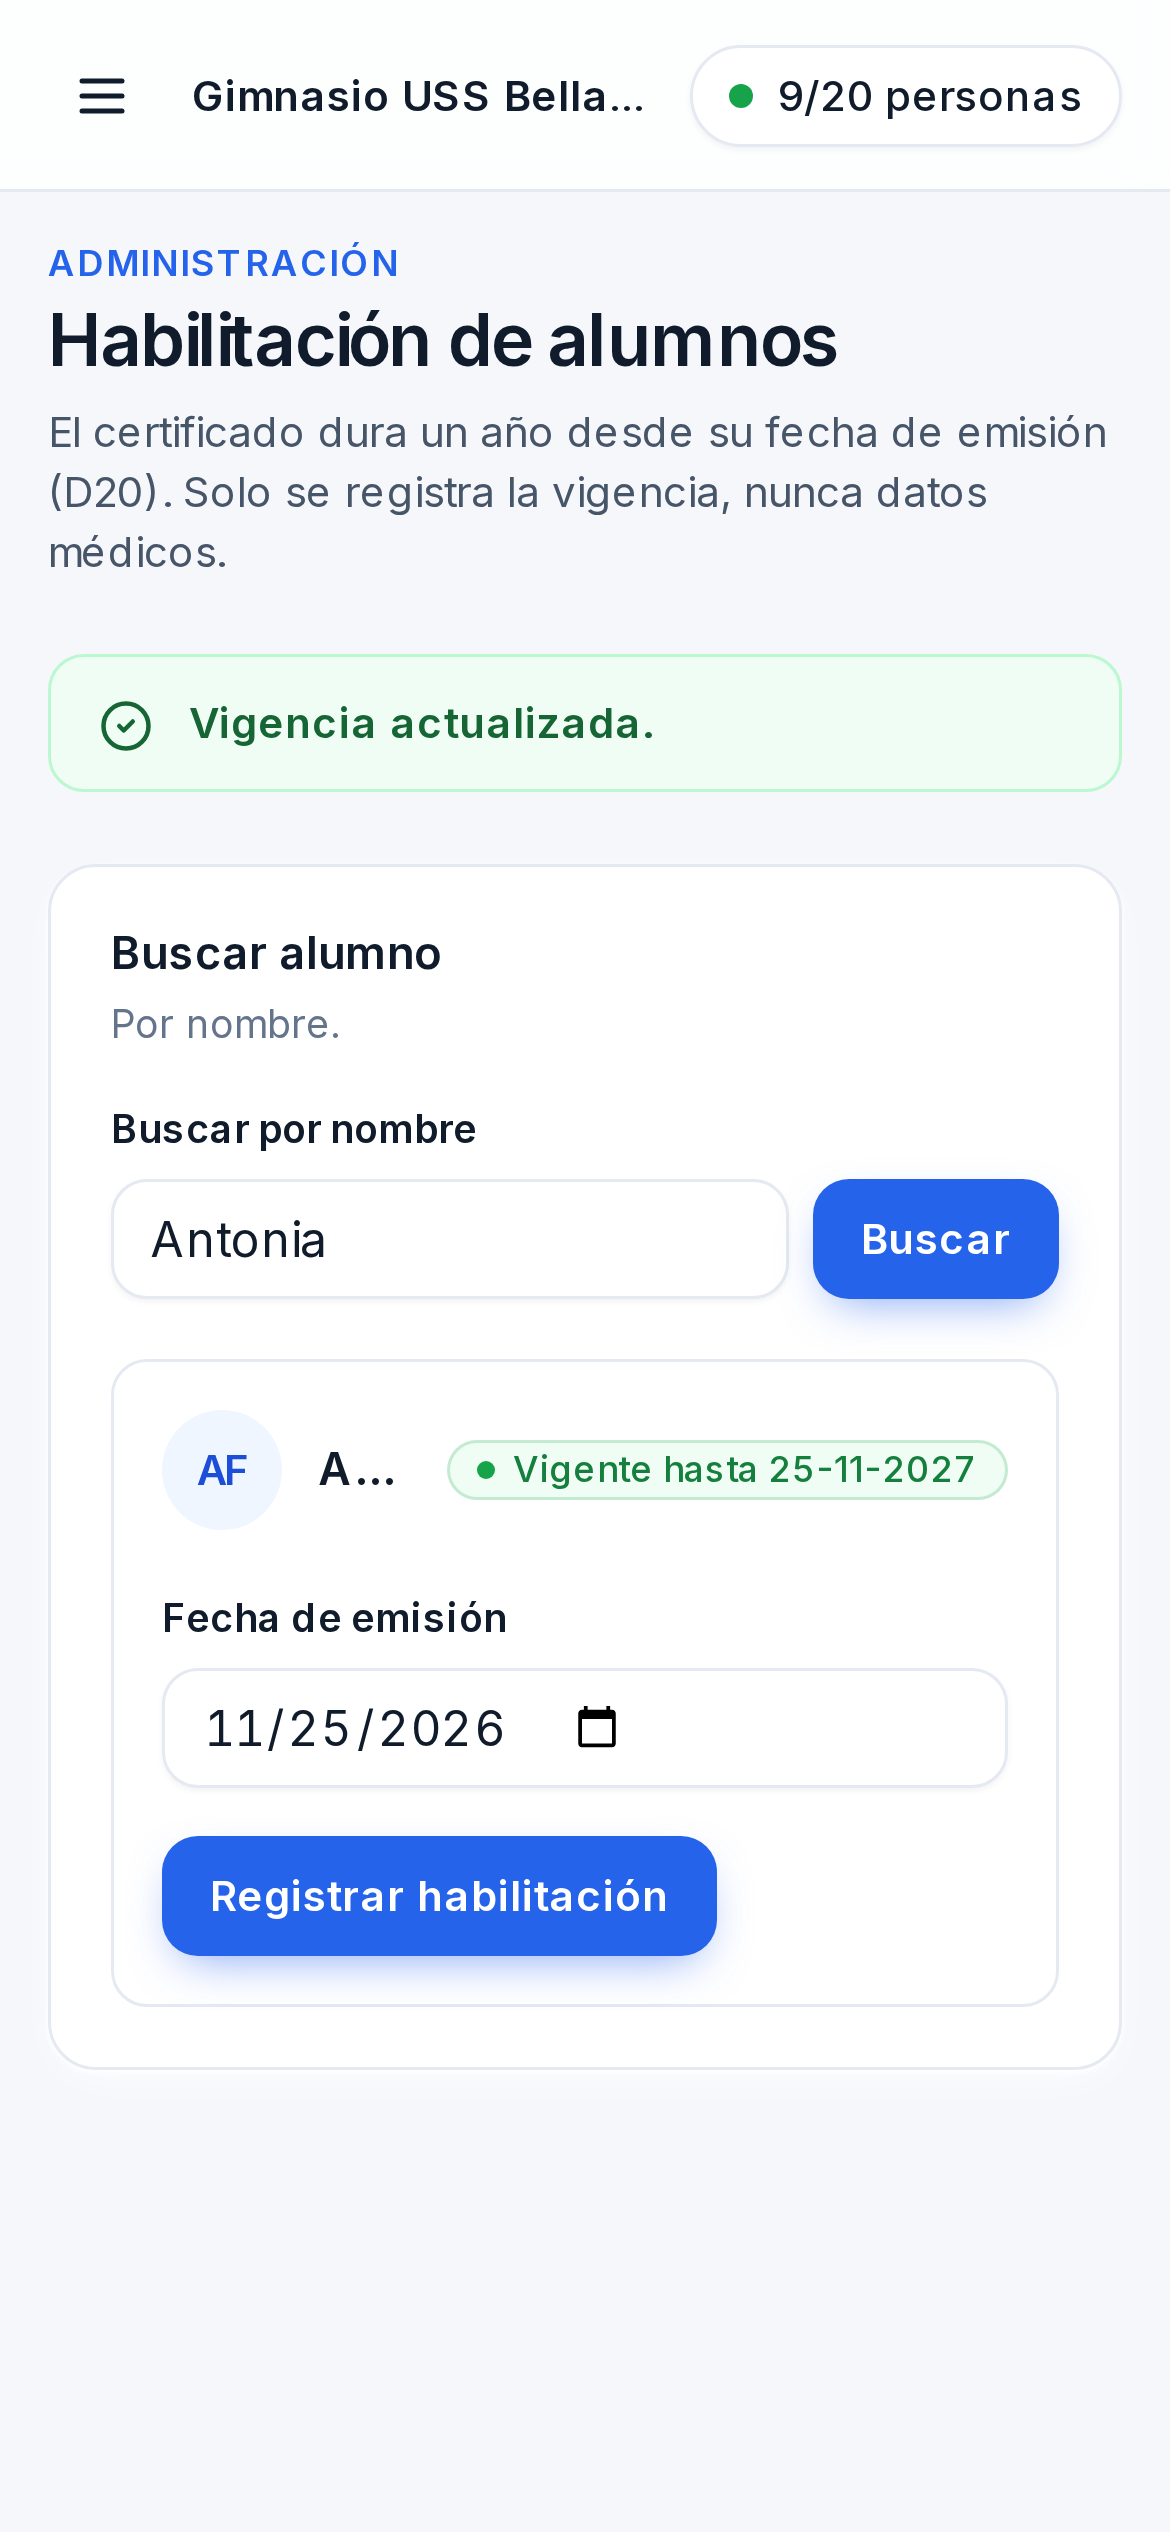 Gimnasio USS Bella...
9/20 personas
ADMINISTRACIÓN
Habilitación de alumnos
El certificado dura un año desde su fecha de emisión
(D20). Solo se registra la vigencia, nunca datos
médicos.
Vigencia actualizada.
Buscar alumno
Por nombre.
Buscar por nombre
Antonia
Buscar
AF
A...
Vigente hasta 25-11-2027
Fecha de emisión
11/25/2026
Registrar habilitación